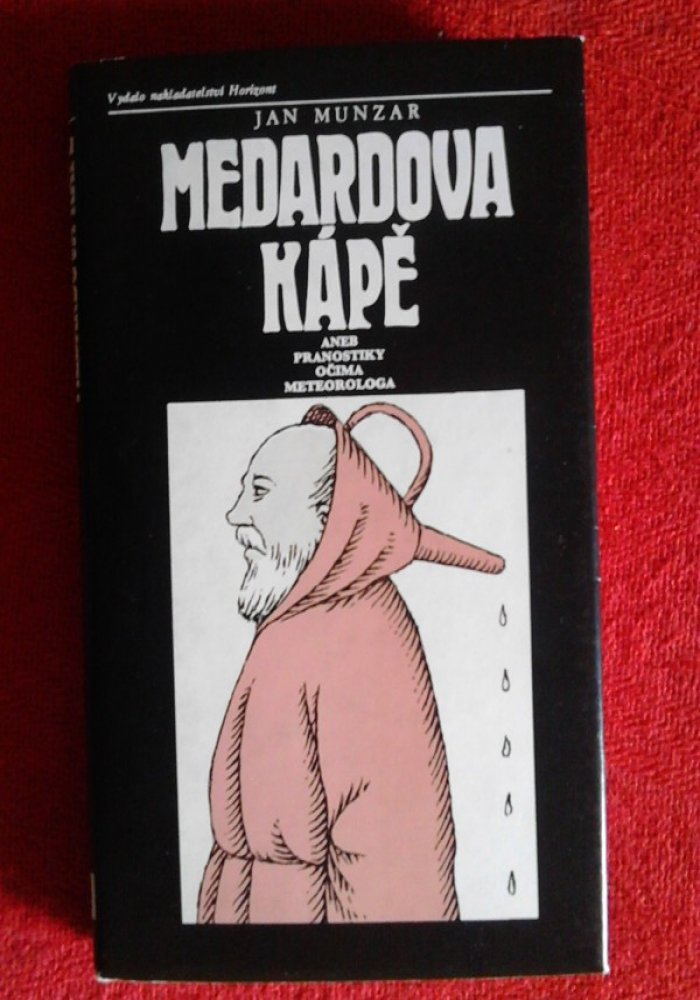 Vydalo nakladatelství Horizont
JAN MUNZAR
MEDARDOVA
KÁPĚ
ANEB
PRANOSTIKY
OČIMA
METEOROLOGA